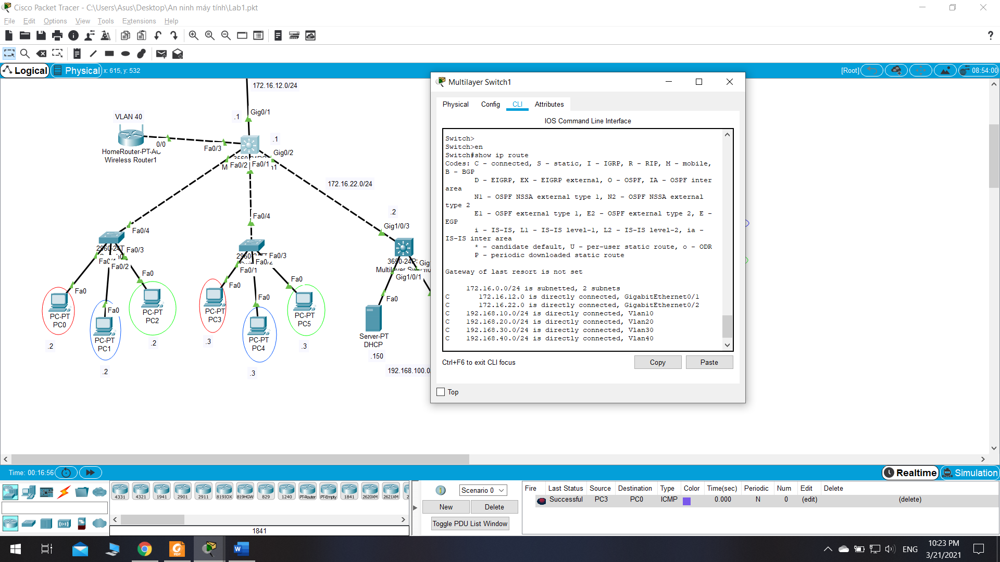 Cisco Packet Tracer - C:\Users\Asus\Desktop\An ninh máy tính\Lab1.pkt
File Edit Options View Tools Extensions Help
?
Logical Physical x: 615, y: 532
[Root] 08:54:00
172.16.12.0/24
Gig0/1
.1
VLAN 40
0/0
Fa0/3
.1
Gig0/2
HomeRouter-PT-AC
Wireless Router1
Fa0/2
Fa0/1
172.16.22.0/24
.2
Gig1/0/3
Fa0/4
Fa0/4
2960-24T
Fa0/3
Fa0/2
Fa0/3
Fa0/2
Fa0/1
Gig1/0/1
Fa0
Fa0
Fa0
Fa0
Fa0
Fa0
Fa0
PC-PT
PC0
PC-PT
PC1
PC-PT
PC2
PC-PT
PC3
PC-PT
PC4
PC-PT
PC5
Server-PT
DHCP
.2
.2
.2
.3
.3
.3
.150
192.168.100.0
Multilayer Switch1
Physical Config CLI Attributes
IOS Command Line Interface
Switch>
Switch>en
Switch#show ip route
Codes: C - connected, S - static, I - IGRP, R - RIP, M - mobile,
B - BGP
D - EIGRP, EX - EIGRP external, O - OSPF, IA - OSPF inter
area
N1 - OSPF NSSA external type 1, N2 - OSPF NSSA external
type 2
E1 - OSPF external type 1, E2 - OSPF external type 2, E -
EGP
i - IS-IS, L1 - IS-IS level-1, L2 - IS-IS level-2, ia -
IS-IS inter area
* - candidate default, U - per-user static route, o - ODR
P - periodic downloaded static route
Gateway of last resort is not set
172.16.0.0/24 is subnetted, 2 subnets
C 172.16.12.0 is directly connected, GigabitEthernet0/1
C 172.16.22.0 is directly connected, GigabitEthernet0/2
C 192.168.10.0/24 is directly connected, Vlan10
C 192.168.20.0/24 is directly connected, Vlan20
C 192.168.30.0/24 is directly connected, Vlan30
C 192.168.40.0/24 is directly connected, Vlan40
Ctrl+F6 to exit CLI focus
Copy Paste
Top
Time: 00:16:56
Realtime Simulation
4331 4321 1941 2901 2911 819IOX 819HGW 829 1240 PT-Router PT-Empty 1841 2620XM 2621XM
1841
Scenario 0
New Delete
Toggle PDU List Window
Fire Last Status Source Destination Type Color Time(sec) Periodic Num Edit Delete
Successful PC3 PC0 ICMP 0.000 N 0 (edit) (delete)
ENG
10:23 PM
3/21/2021